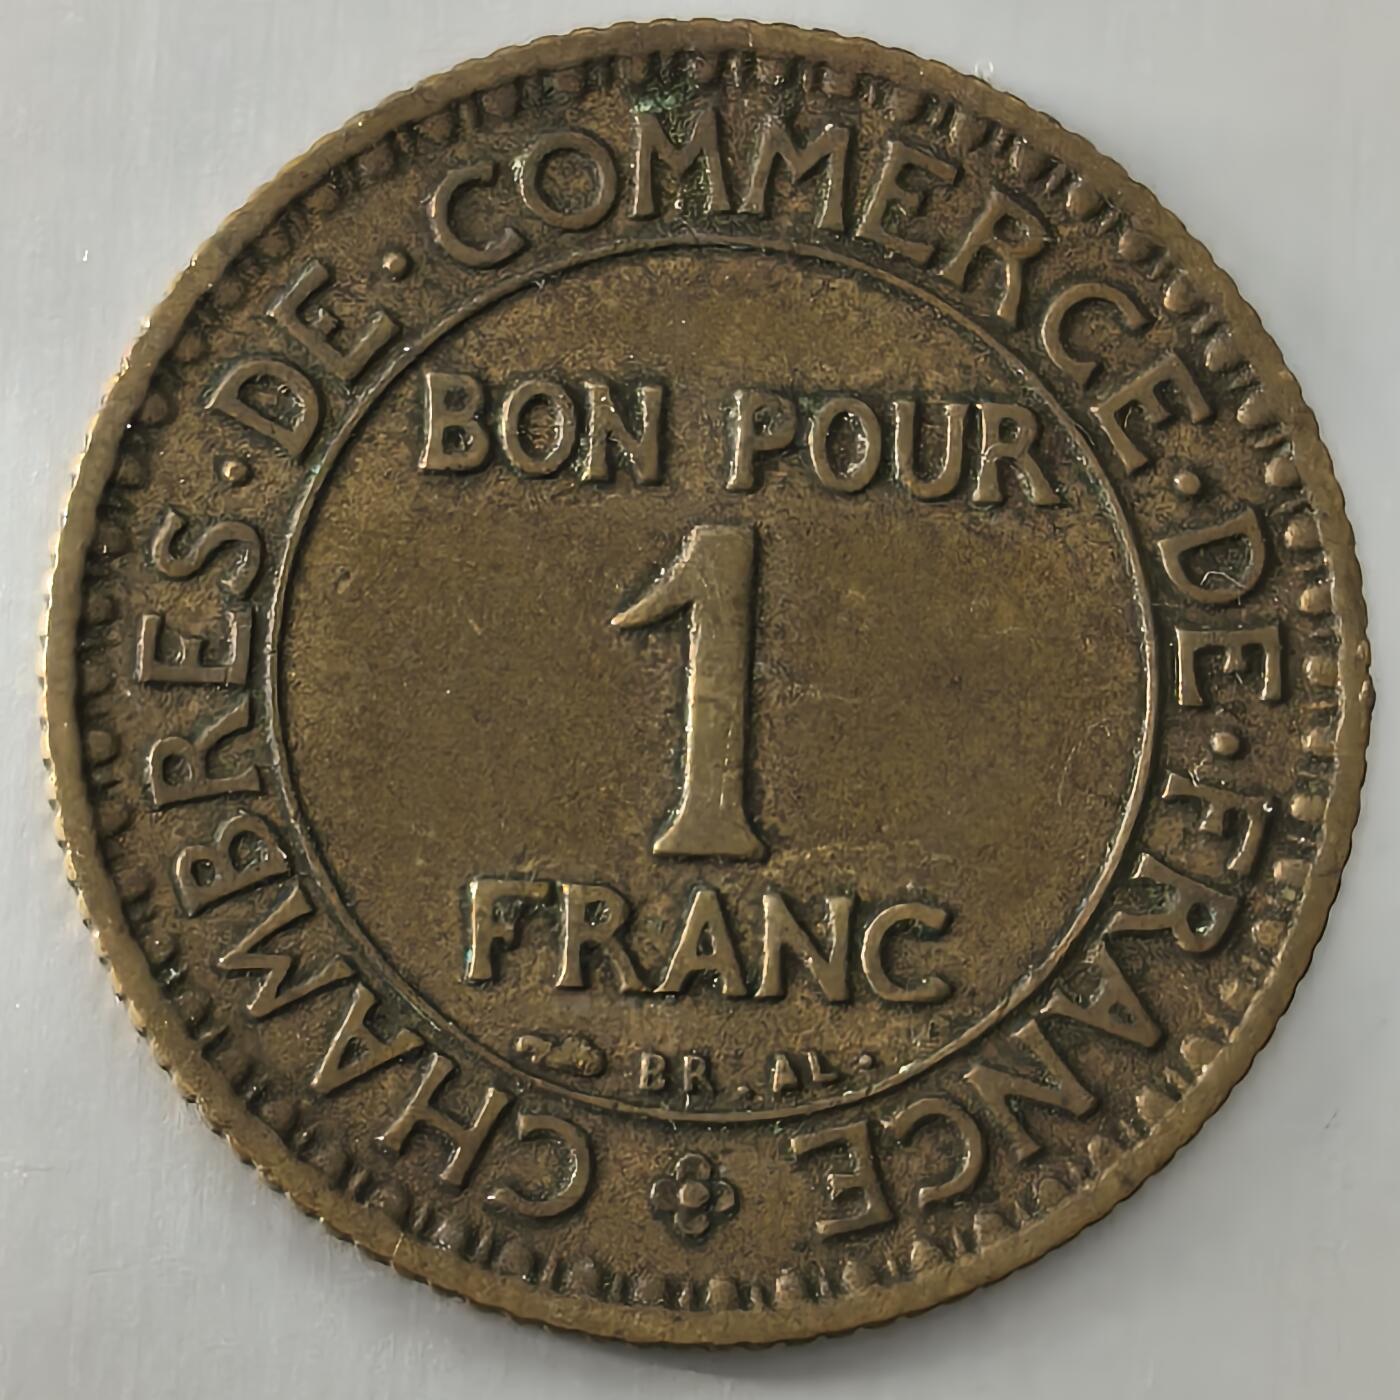 CHAMBRES · DE · COMMERCE · DE · FRANCE
BON POUR
1
FRANC
BR . AL .